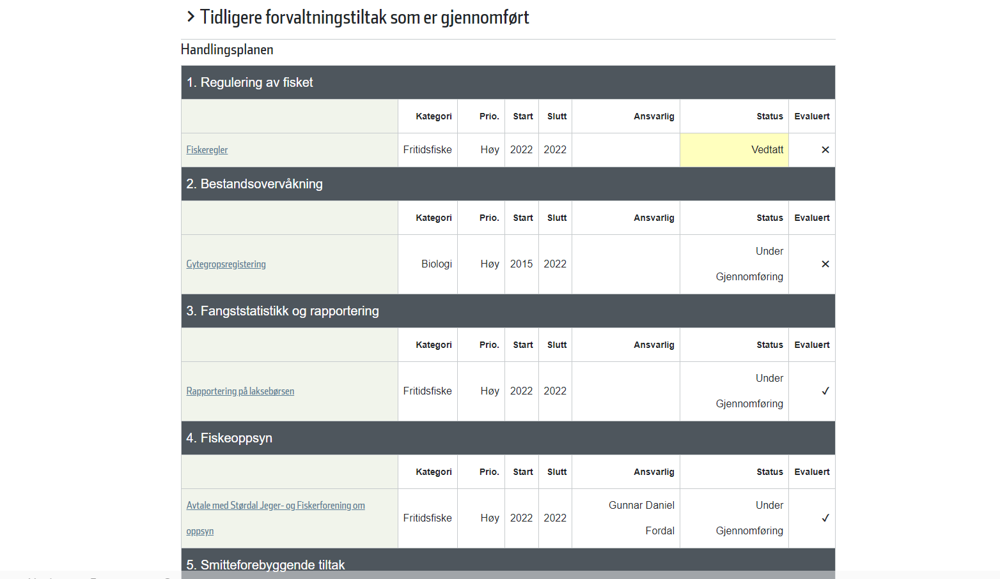 Tidligere forvaltningstiltak som er gjennomført
Handlingsplanen
1. Regulering av fisket
Kategori Prio. Start Slutt Ansvarlig Status Evaluert
Fiskeregler Fritidsfiske Høy 2022 2022 Vedtatt ✕
2. Bestandsovervåkning
Kategori Prio. Start Slutt Ansvarlig Status Evaluert
Gytegropsregistering Biologi Høy 2015 2022 Under
Gjennomføring ✕
3. Fangststatistikk og rapportering
Kategori Prio. Start Slutt Ansvarlig Status Evaluert
Rapportering på laksebørsen Fritidsfiske Høy 2022 2022 Under
Gjennomføring ✓
4. Fiskeoppsyn
Kategori Prio. Start Slutt Ansvarlig Status Evaluert
Avtale med Størdal Jeger- og Fiskerforening om
oppsyn Fritidsfiske Høy 2022 2022 Gunnar Daniel
Fordal Under
Gjennomføring ✓
5. Smitteforebyggende tiltak